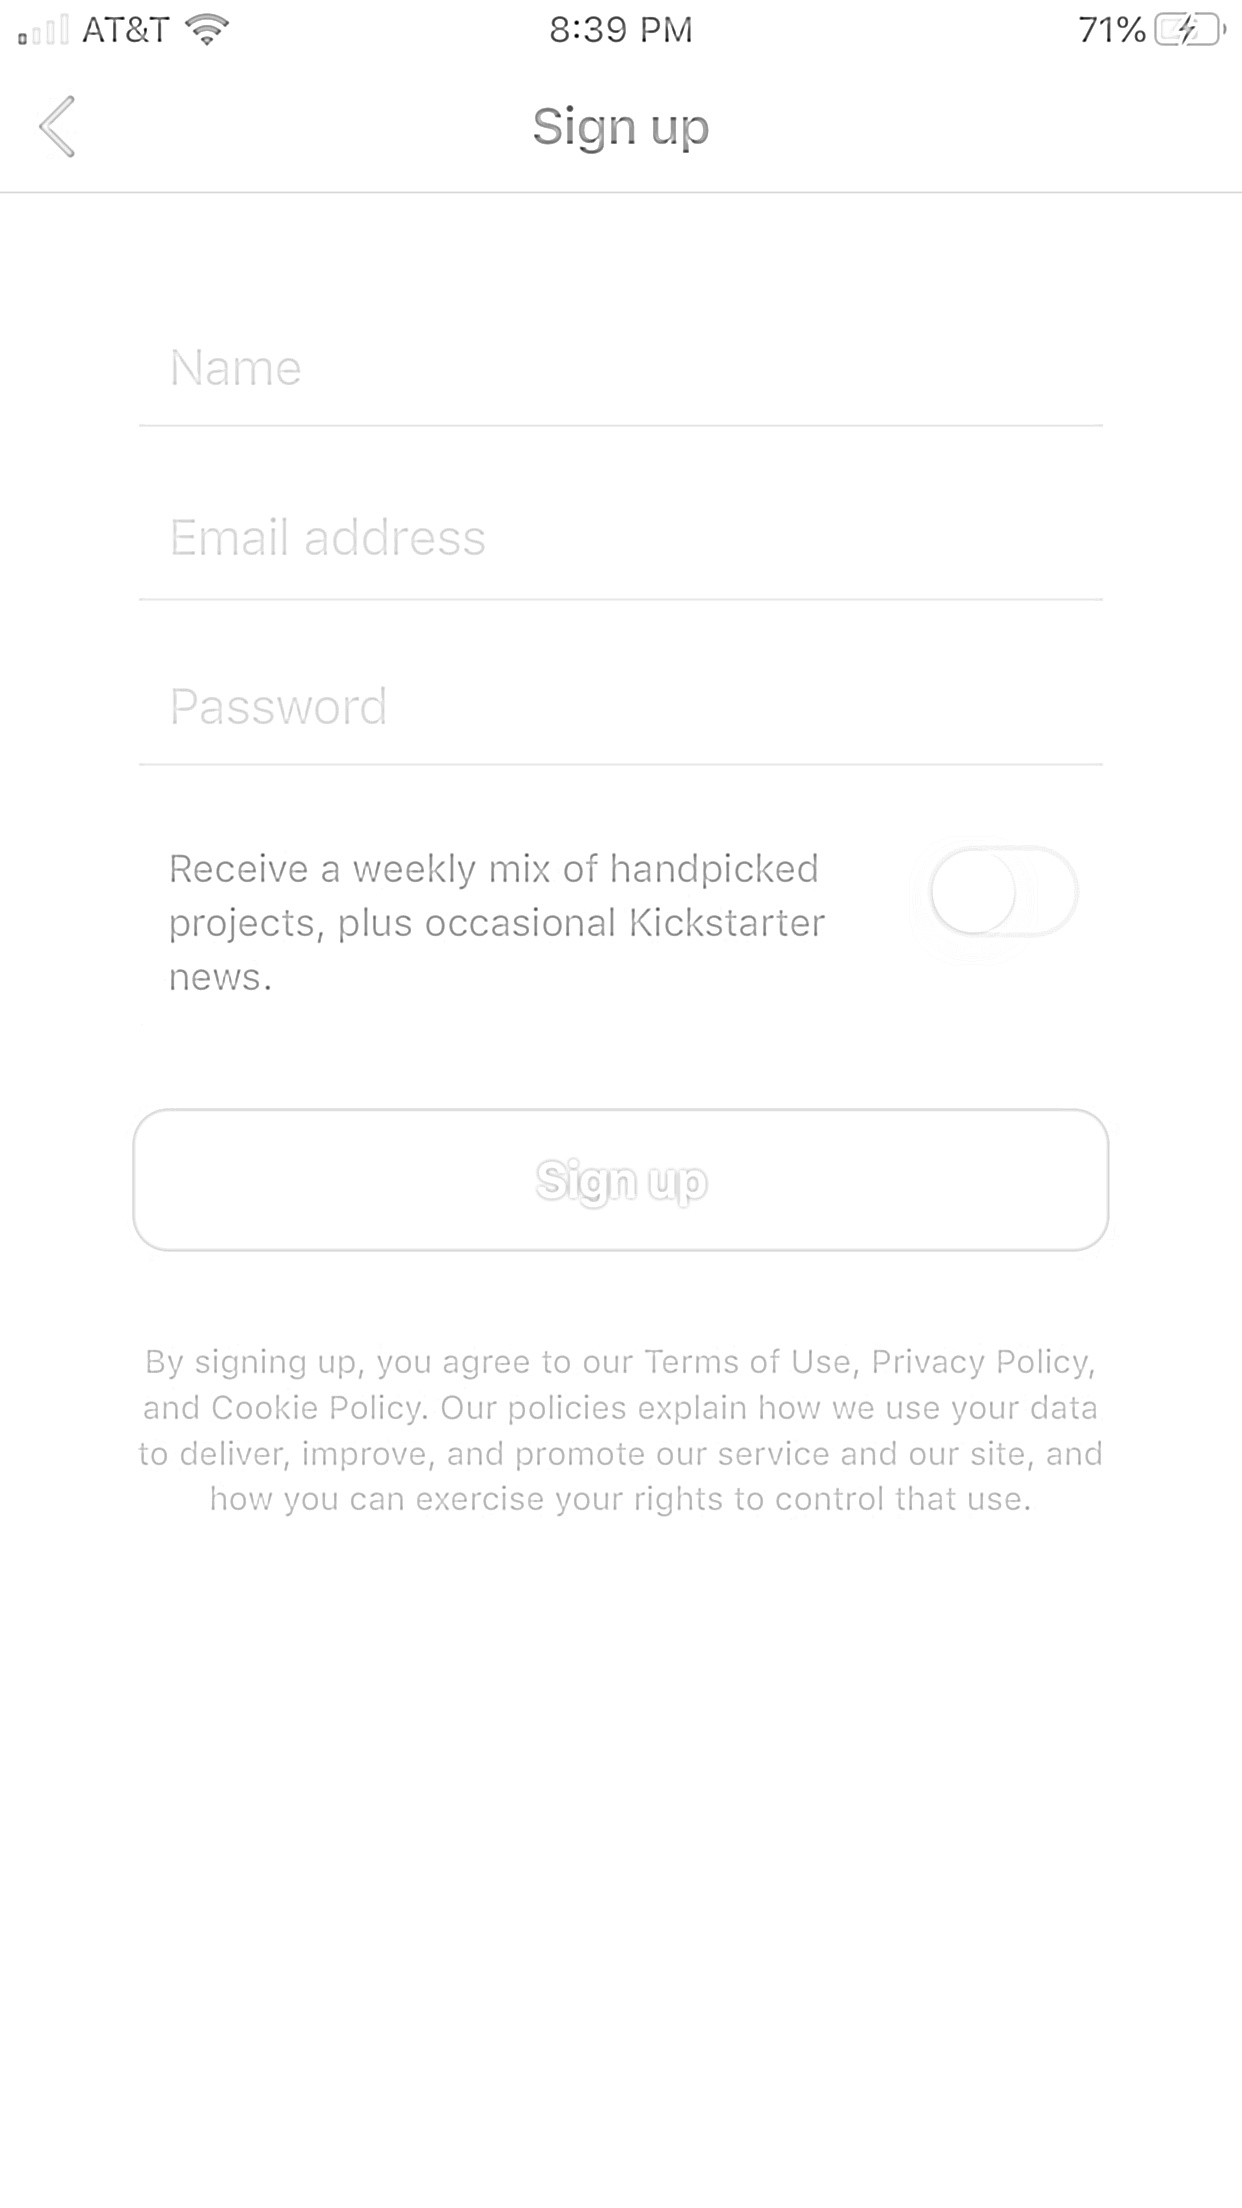 AT&T 8:39 PM 71%
Sign up
Name
Email address
Password
Receive a weekly mix of handpicked
projects, plus occasional Kickstarter
news.
Sign up
By signing up, you agree to our Terms of Use, Privacy Policy,
and Cookie Policy. Our policies explain how we use your data
to deliver, improve, and promote our service and our site, and
how you can exercise your rights to control that use.